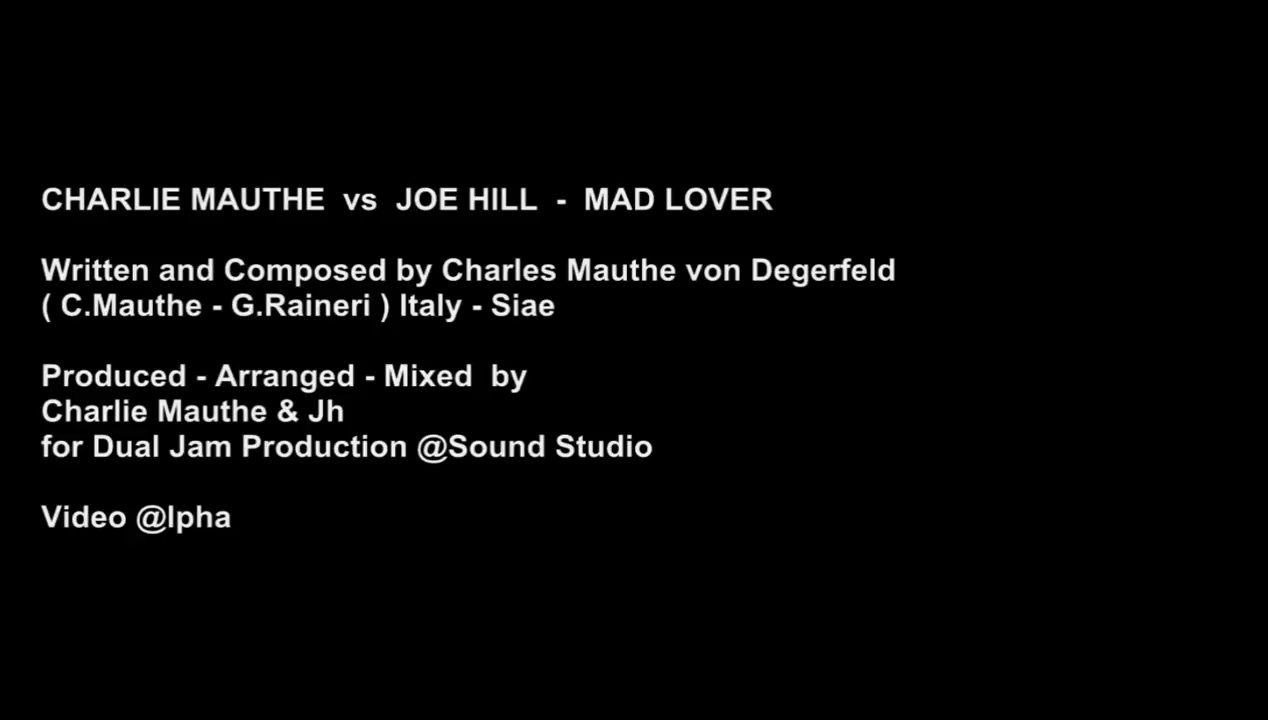 CHARLIE MAUTHE vs JOE HILL - MAD LOVER
Written and Composed by Charles Mauthe von Degerfeld
( C.Mauthe - G.Raineri ) Italy - Siae
Produced - Arranged - Mixed by
Charlie Mauthe & Jh
for Dual Jam Production @Sound Studio
Video @lpha